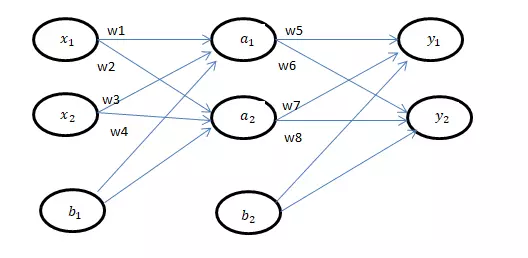 x₁ w1 a₁ w5 y₁
w2 w6
x₂ w3 a₂ w7 y₂
w4 w8
b₁ b₂